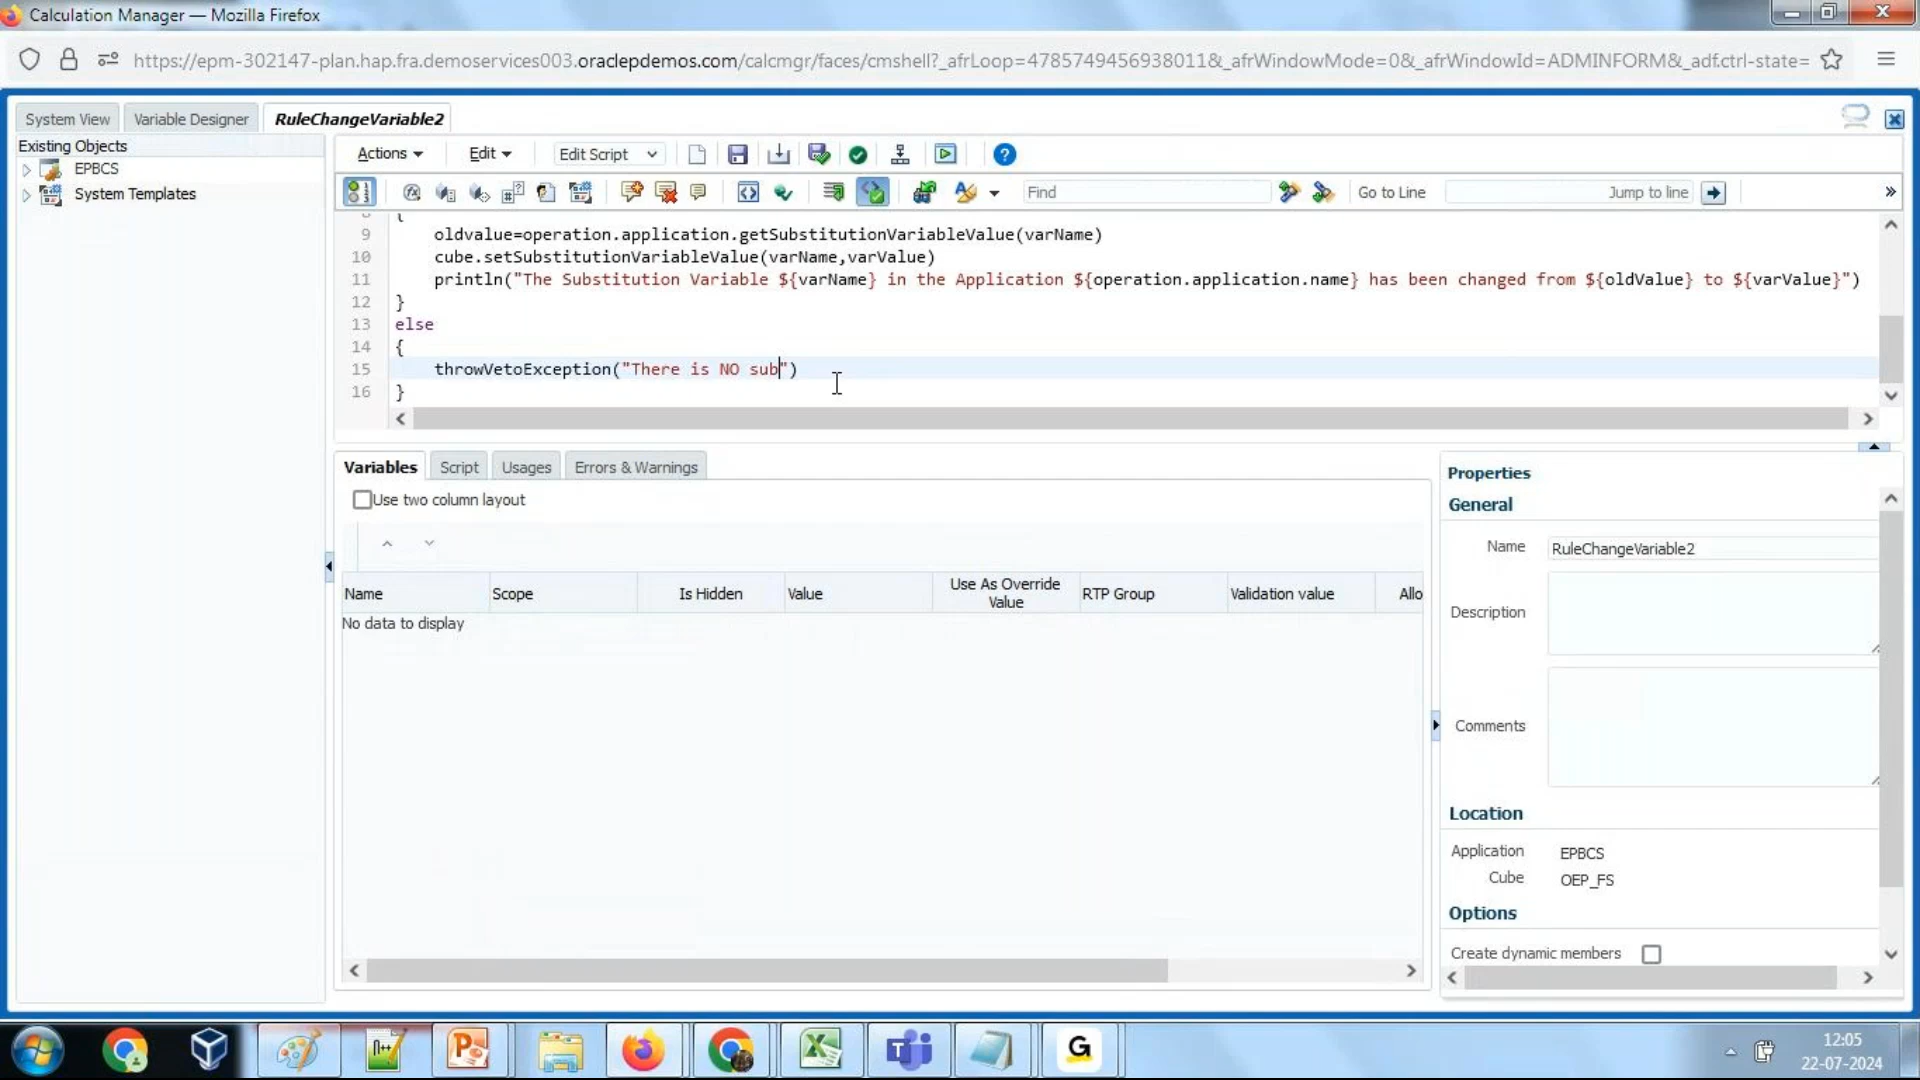 Calculation Manager — Mozilla Firefox
https://epm-302147-plan.hap.fra.demoservices003.oraclepdemos.com/calcmgr/faces/cmshell?_afrLoop=4785749456938011&_afrWindowMode=0&_afrWindowId=ADMINFORM&_adf.ctrl-state=
System View
Variable Designer
RuleChangeVariable2
Existing Objects
EPBCS
System Templates
Actions
Edit
Edit Script
Find
Go to Line
Jump to line
{
9 oldvalue=operation.application.getSubstitutionVariableValue(varName)
10 cube.setSubstitutionVariableValue(varName,varValue)
11 println("The Substitution Variable ${varName} in the Application ${operation.application.name} has been changed from ${oldValue} to ${varValue}")
12 }
13 else
14 {
15 throwVetoException("There is NO sub")
16 }
Variables
Script
Usages
Errors & Warnings
Use two column layout
Name
Scope
Is Hidden
Value
Use As Override
Value
RTP Group
Validation value
Allo
No data to display
Properties
General
Name RuleChangeVariable2
Description
Comments
Location
Application EPBCS
Cube OEP_FS
Options
Create dynamic members
12:05
22-07-2024